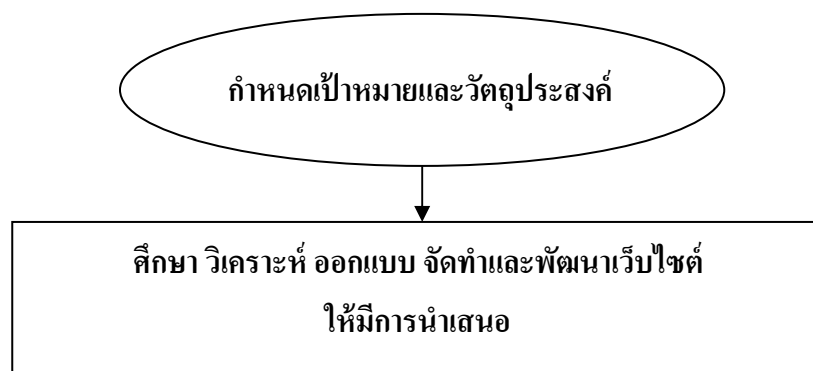 กำหนดเป้าหมายและวัตถุประสงค์
ศึกษา วิเคราะห์ ออกแบบ จัดทำและพัฒนาเว็บไซต์
ให้มีการนำเสนอ